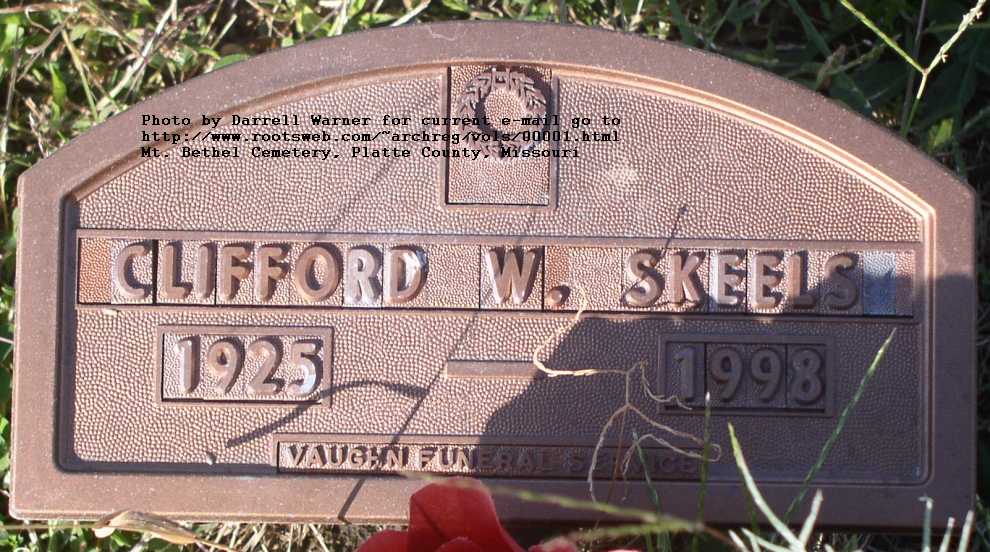 Photo by Darrell Warner for current e-mail go to
http://www.rootsweb.com/~archreg/vols/00001.html
Mt. Bethel Cemetery, Platte County, Missouri
CLIFFORD W. SKEELS
1925 — 1998
VAUGHN FUNERAL SERVICE